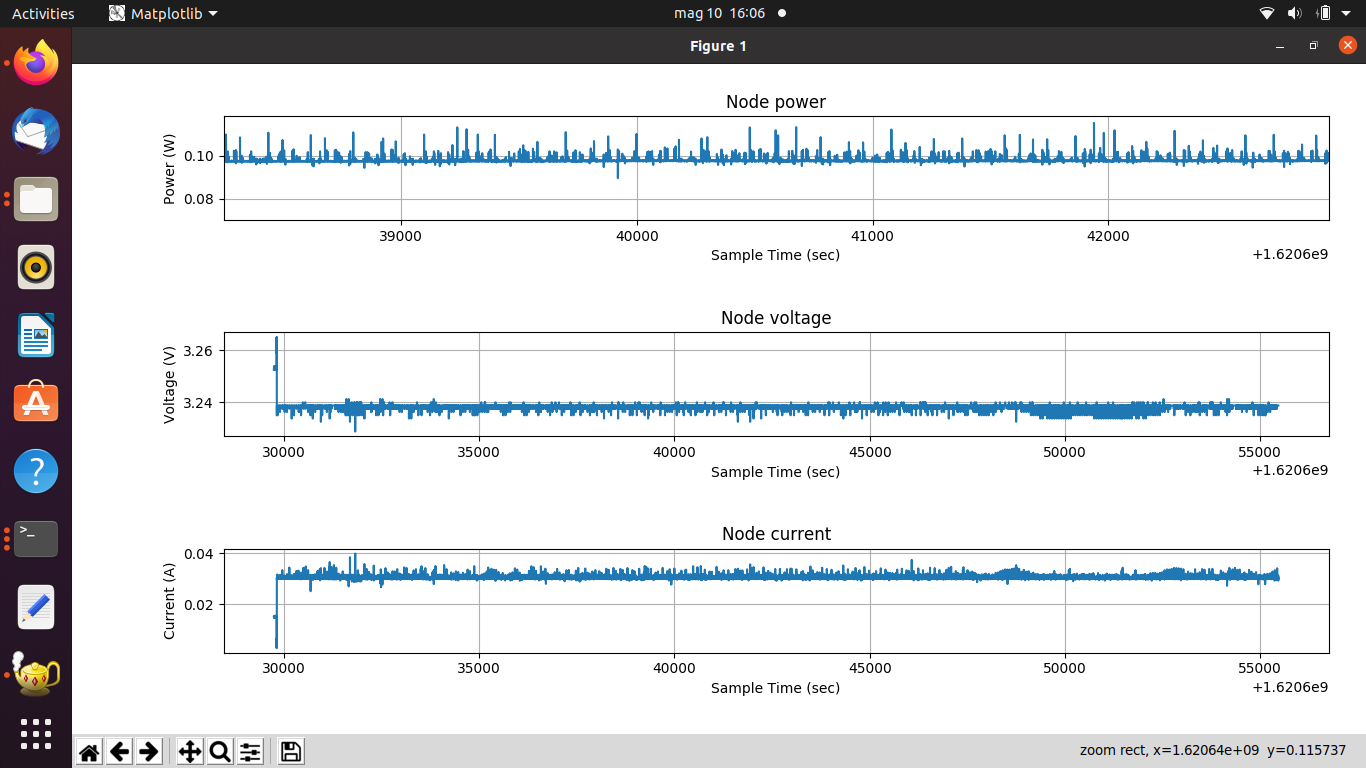 Activities Matplotlib mag 10 16:06
Figure 1
Node power
Power (W)
0.10
0.08
39000 40000 41000 42000
Sample Time (sec)
+1.6206e9
Node voltage
Voltage (V)
3.26
3.24
30000 35000 40000 45000 50000 55000
Sample Time (sec)
+1.6206e9
Node current
Current (A)
0.04
0.02
30000 35000 40000 45000 50000 55000
Sample Time (sec)
+1.6206e9
zoom rect, x=1.62064e+09 y=0.115737